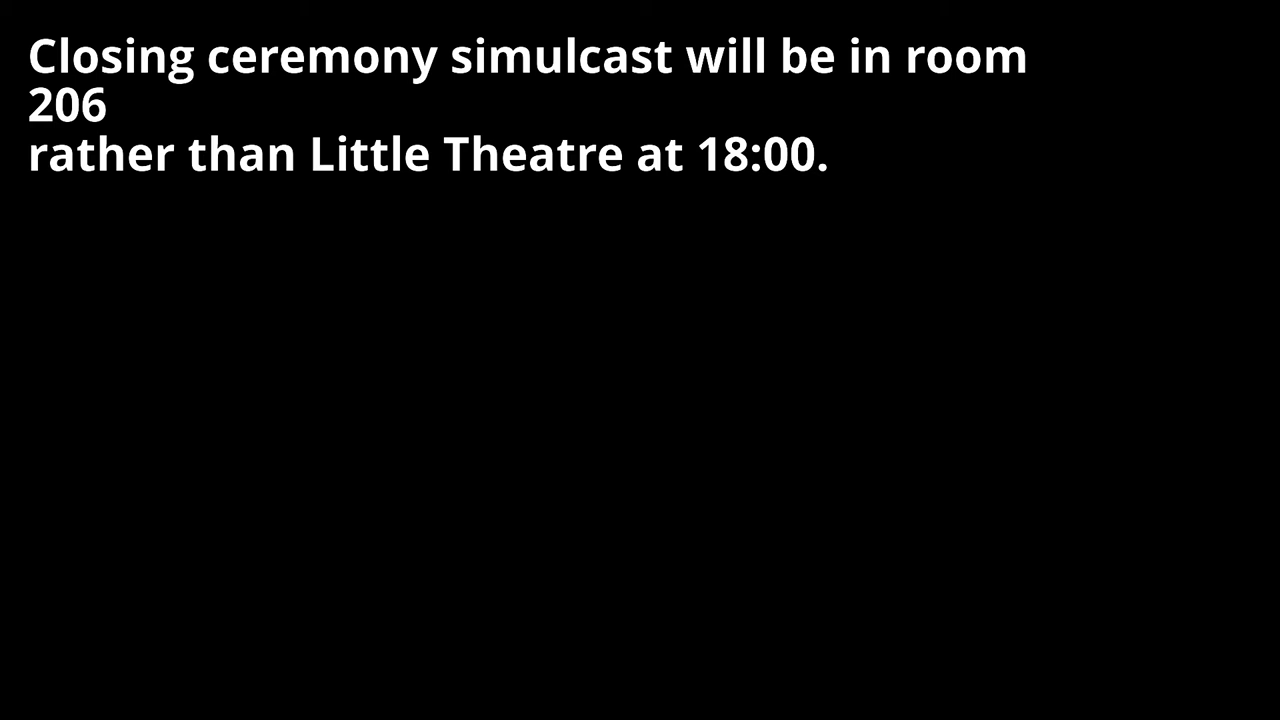 Closing ceremony simulcast will be in room
206
rather than Little Theatre at 18:00.